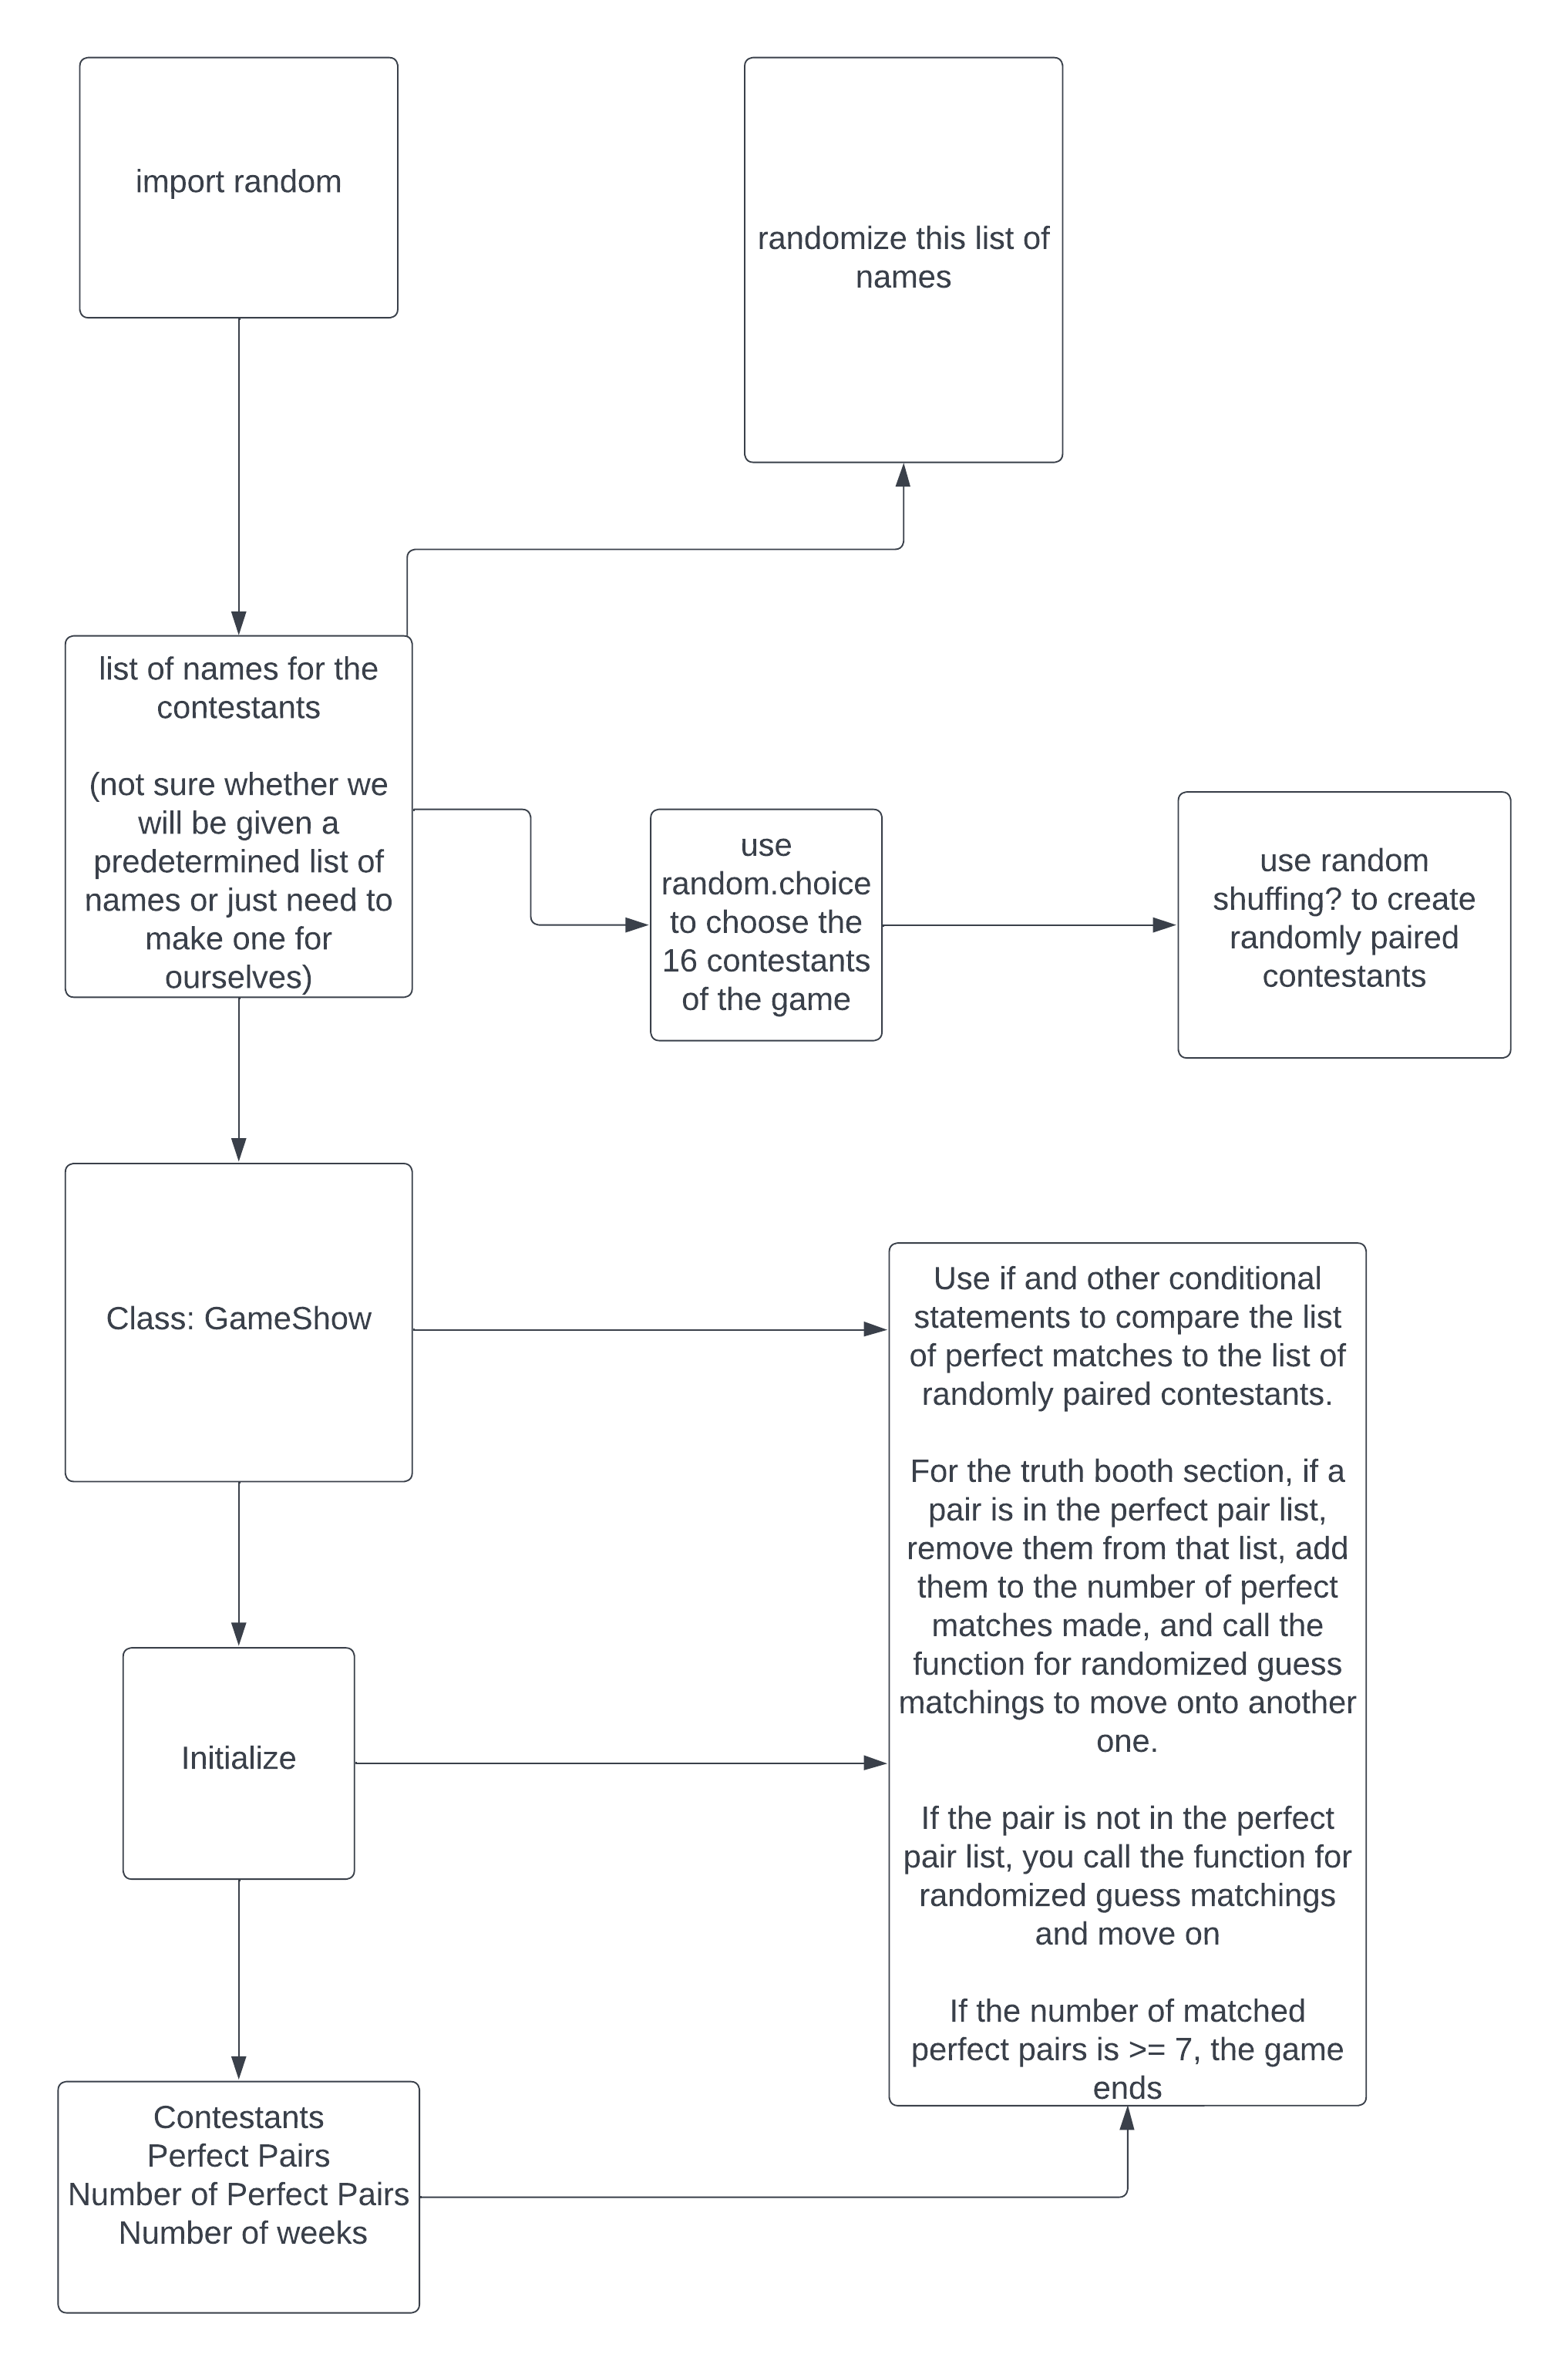 import random
randomize this list of
names
list of names for the
contestants
(not sure whether we
will be given a
predetermined list of
names or just need to
make one for
ourselves)
use
random.choice
to choose the
16 contestants
of the game
use random
shuffing? to create
randomly paired
contestants
Class: GameShow
Use if and other conditional
statements to compare the list
of perfect matches to the list of
randomly paired contestants.
For the truth booth section, if a
pair is in the perfect pair list,
remove them from that list, add
them to the number of perfect
matches made, and call the
function for randomized guess
matchings to move onto another
one.
If the pair is not in the perfect
pair list, you call the function for
randomized guess matchings
and move on
If the number of matched
perfect pairs is >= 7, the game
ends
Initialize
Contestants
Perfect Pairs
Number of Perfect Pairs
Number of weeks